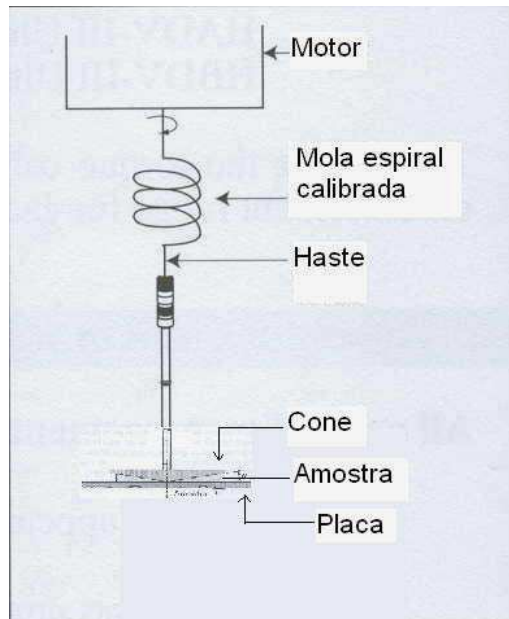 Motor
Mola espiral
calibrada
Haste
Cone
Amostra
Placa